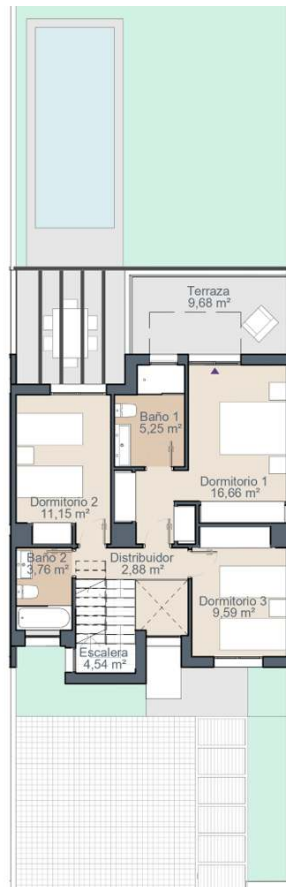 Terraza
9,68 m²
Baño 1
5,25 m²
Dormitorio 1
16,66 m²
Dormitorio 2
11,15 m²
Baño 2
3,76 m²
Distribuidor
2,88 m²
Dormitorio 3
9,59 m²
Escalera
4,54 m²